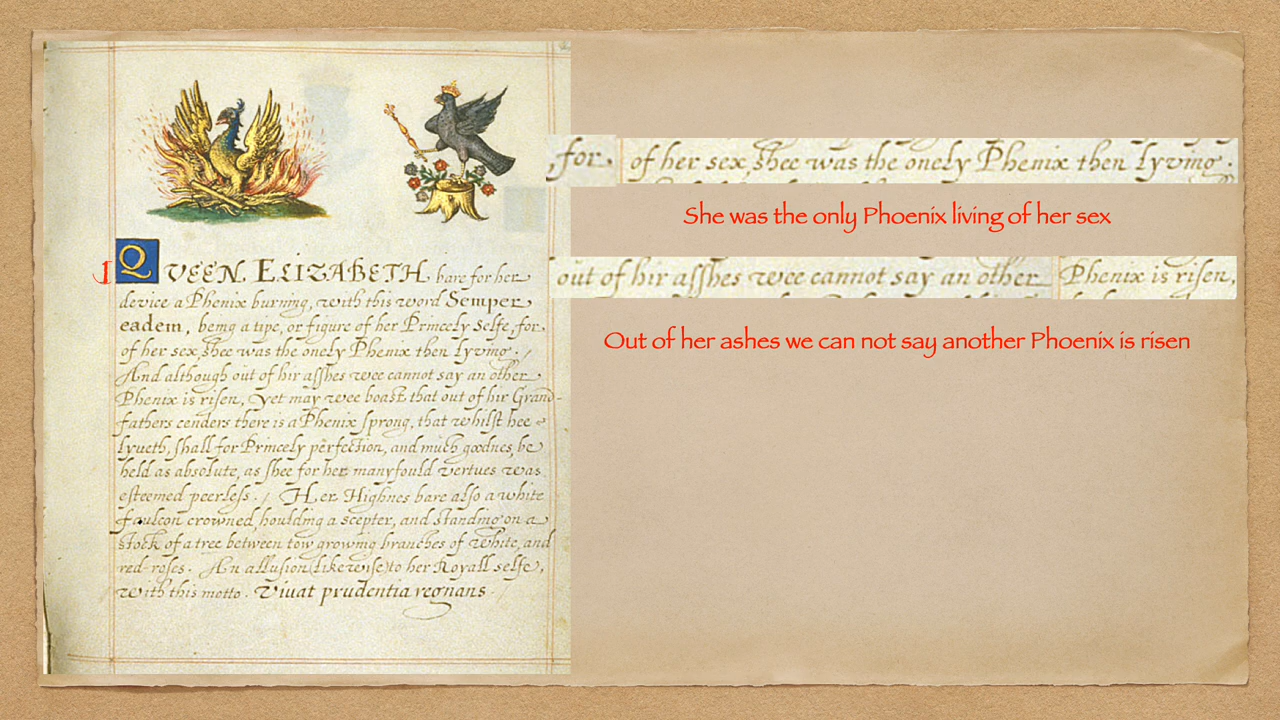 QVEEN ELIZABETH bare for her
device a Phenix burning, with this word Semper
eadem, being a tipe, or figure of her Princely selfe, for,
of her sex, shee was the onely Phenix then lyving.
And although out of hir asshes wee cannot say an other
Phenix is risen, Yet may wee boast that out of hir Grand-
fathers cenders there is a Phenix sprong, that whilst hee
lyueth, shall for Princely perfection, and much goodnes, be
held as absolute, as shee for her manyfould vertues was
esteemed peerless. Her Highnes bare also a white
faulcon crowned, houlding a scepter, and standing on a
stock of a tree between tow growing branches of white, and
red-roses. An allusion (likewise) to her Royall selfe,
with this motto. Viuat prudentia regnans.
for, of her sex, shee was the onely Phenix then lyving.
She was the only Phoenix living of her sex
out of hir asshes wee cannot say an other Phenix is risen,
Out of her ashes we can not say another Phoenix is risen